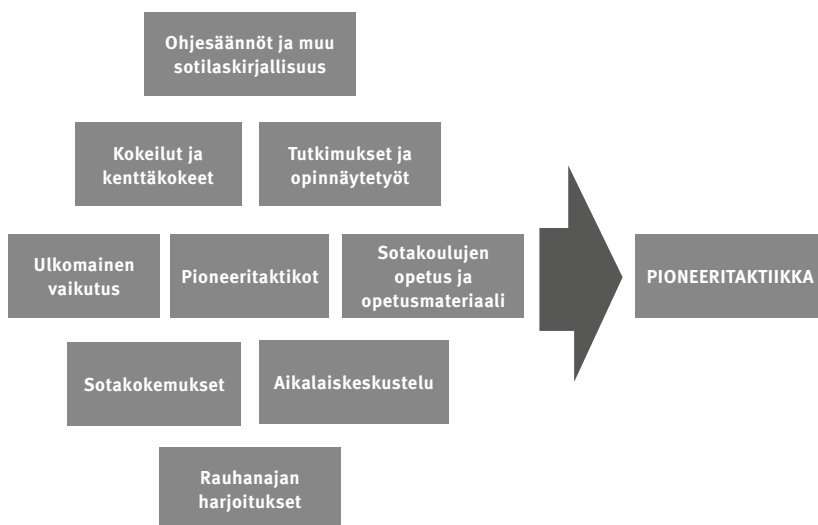 Ohjesäännöt ja muu
sotilaskirjallisuus
Kokeilut ja
kenttäkokeet
Tutkimukset ja
opinnäytetyöt
Ulkomainen
vaikutus
Pioneeritaktikot
Sotakoulujen
opetus ja
opetusmateriaali
PIONEERITAKTIIKKA
Sotakokemukset
Aikalaiskeskustelu
Rauhanajan
harjoitukset